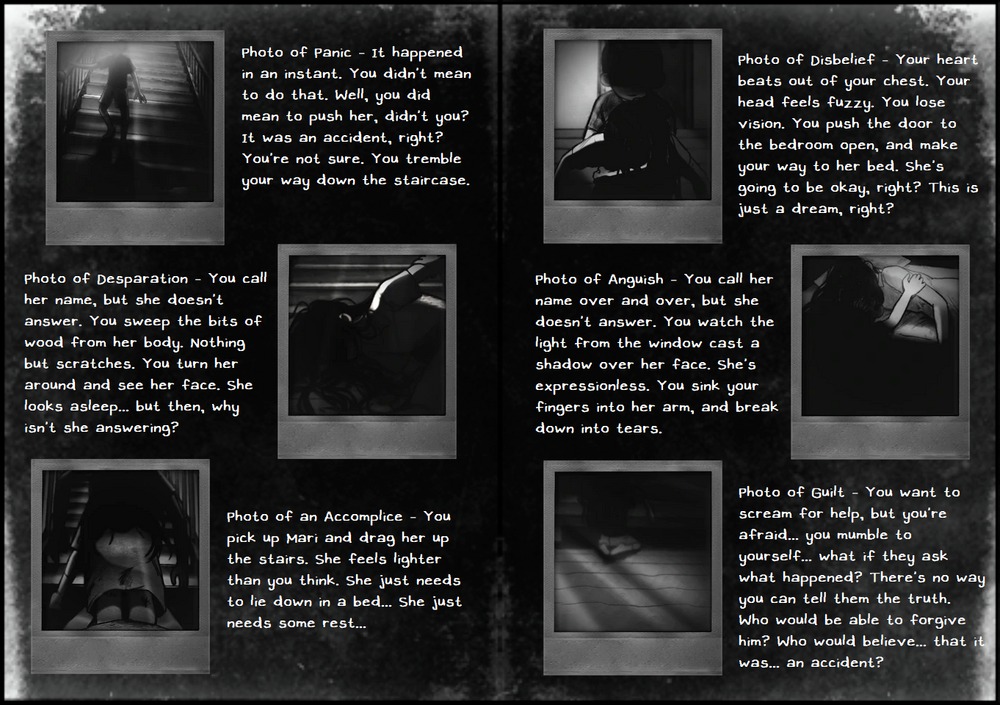 Photo of Panic - It happened
in an instant. You didn't mean
to do that. Well, you did
mean to push her, didn't you?
It was an accident, right?
You're not sure. You tremble
your way down the staircase.
Photo of Desparation - You call
her name, but she doesn't
answer. You sweep the bits of
wood from her body. Nothing
but scratches. You turn her
around and see her face. She
looks asleep... but then, why
isn't she answering?
Photo of an Accomplice - You
pick up Mari and drag her up
the stairs. She feels lighter
than you think. She just needs
to lie down in a bed... She just
needs some rest...
Photo of Disbelief - Your heart
beats out of your chest. Your
head feels fuzzy. You lose
vision. You push the door to
the bedroom open, and make
your way to her bed. She's
going to be okay, right? This is
just a dream, right?
Photo of Anguish - You call her
name over and over, but she
doesn't answer. You watch the
light from the window cast a
shadow over her face. She's
expressionless. You sink your
fingers into her arm, and break
down into tears.
Photo of Guilt - You want to
scream for help, but you're
afraid... you mumble to
yourself... what if they ask
what happened? There's no way
you can tell them the truth.
Who would be able to forgive
him? Who would believe... that it
was... an accident?